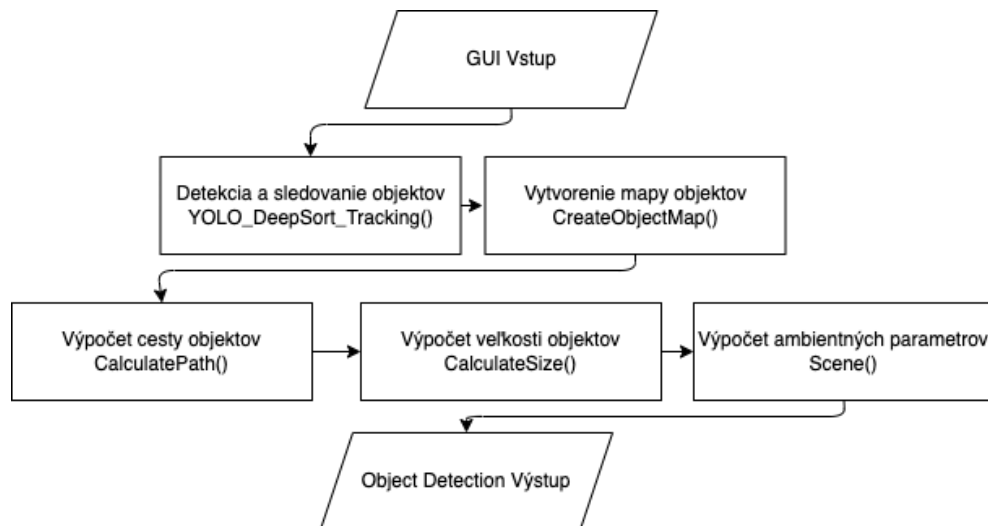 GUI Vstup
Detekcia a sledovanie objektov
YOLO_DeepSort_Tracking()
Vytvorenie mapy objektov
CreateObjectMap()
Výpočet cesty objektov
CalculatePath()
Výpočet veľkosti objektov
CalculateSize()
Výpočet ambientných parametrov
Scene()
Object Detection Výstup